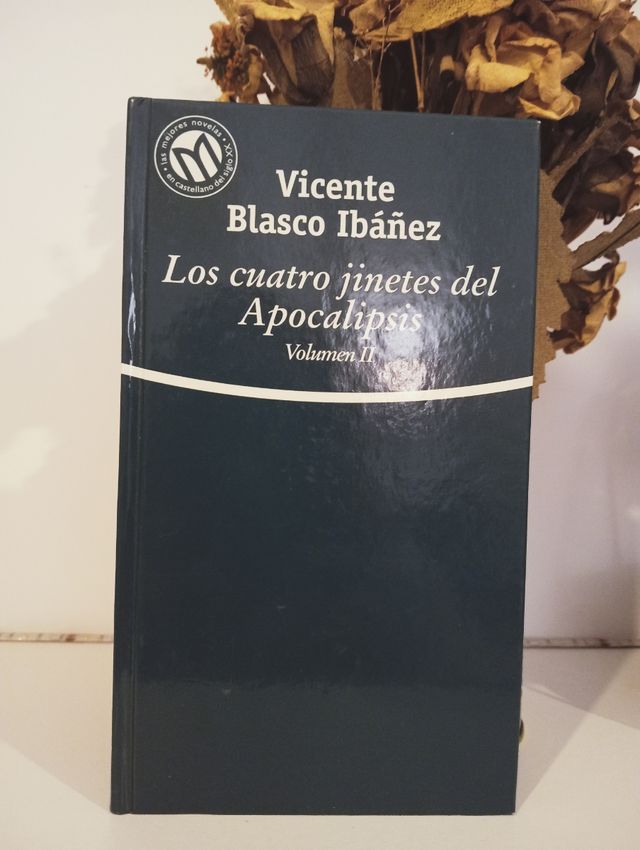 • las mejores novelas •
en castellano del siglo XX
Vicente
Blasco Ibáñez
Los cuatro jinetes del
Apocalipsis
Volumen II